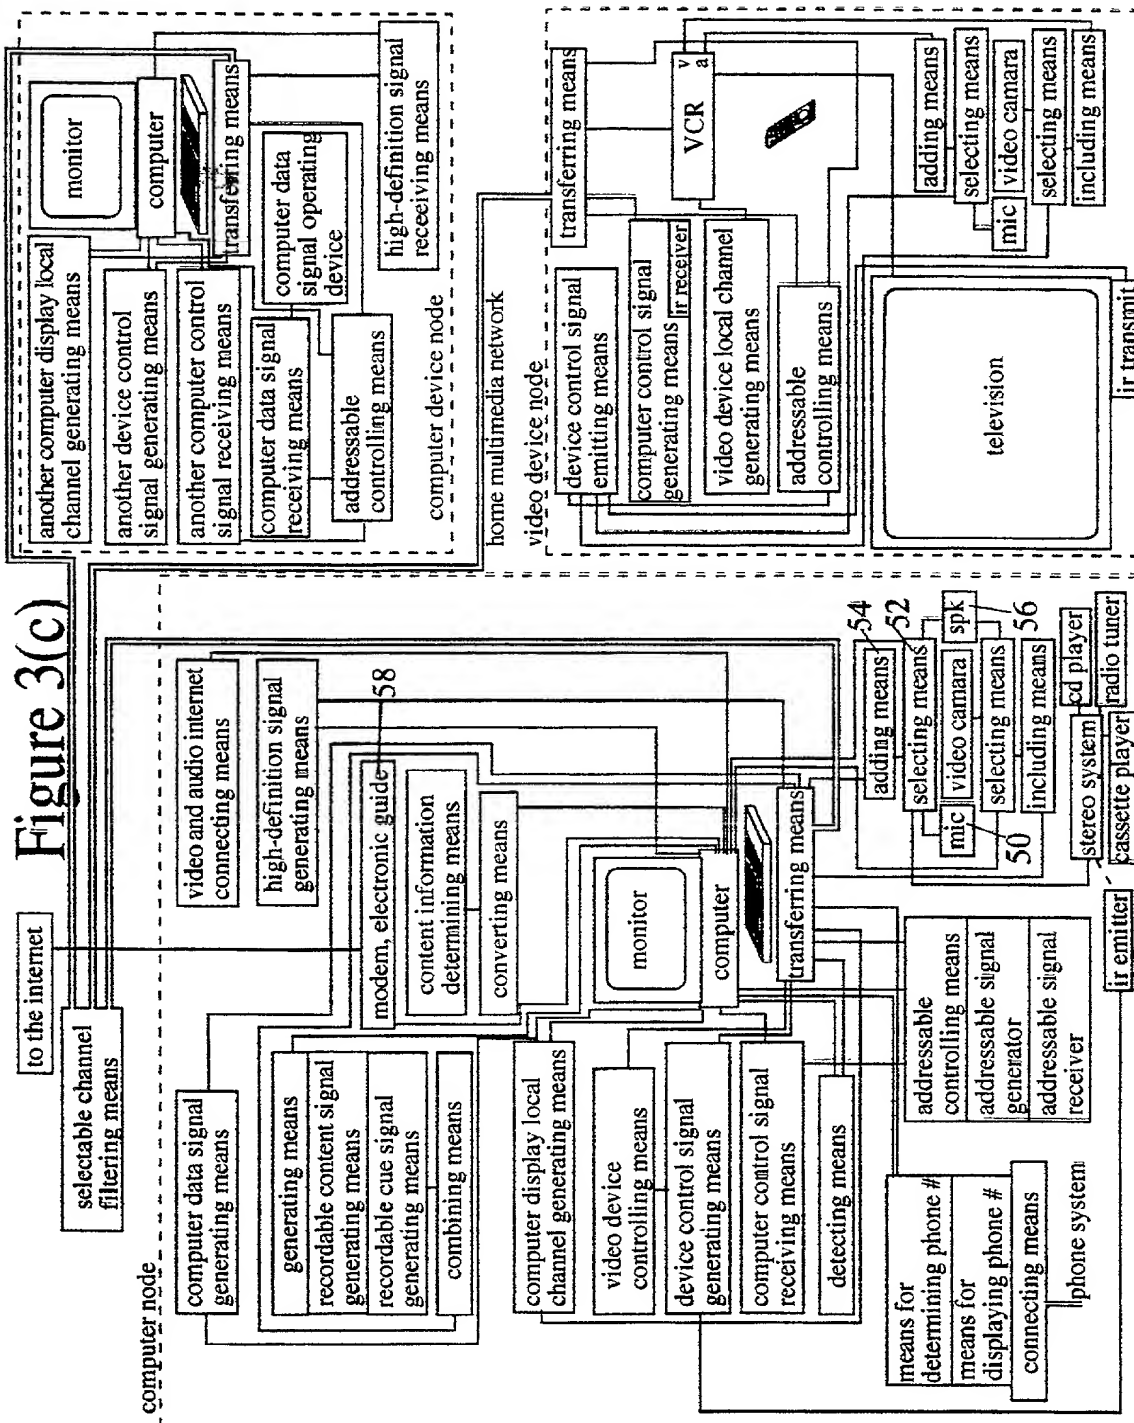 Figure 3(c)
to the internet
selectable channel
filtering means
computer node
computer data signal
generating means
generating means
recordable content signal
generating means
recordable cue signal
generating means
combining means
video and audio internet
connecting means
high-definition signal
generating means
modem, electronic guide
58
content information
determining means
converting means
computer display local
channel generating means
video device
controlling means
device control signal
generating means
computer control signal
receiving means
detecting means
monitor
computer
transferring means
means for
determining phone #
means for
displaying phone #
connecting means
phone system
addressable
controlling means
addressable signal
generator
addressable signal
receiver
adding means
54
selecting means
52
mic
50
video camara
spk
56
selecting means
including means
stereo system
cd player
radio tuner
cassette player
ir emitter
another computer display local
channel generating means
another device control
signal generating means
another computer control
signal receiving means
computer data signal
receiving means
addressable
controlling means
monitor
computer
transferring means
computer data
signal operating
device
high-definition signal
receeiving means
computer device node
home multimedia network
video device node
device control signal
emitting means
computer control signal
generating means
ir receiver
video device local channel
generating means
addressable
controlling means
transferring means
VCR
v
a
television
ir transmit
adding means
selecting means
mic
video camara
selecting means
including means